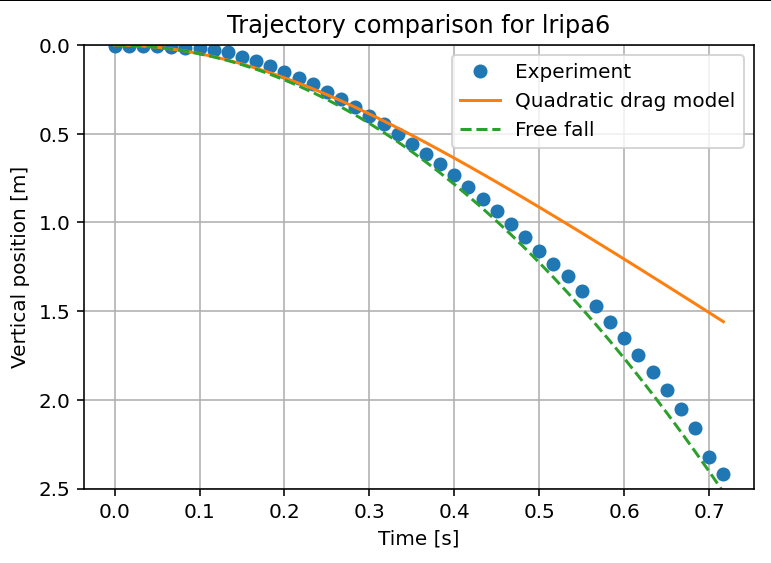 Trajectory comparison for lripa6
Experiment
Quadratic drag model
Free fall
Vertical position [m]
0.0
0.5
1.0
1.5
2.0
2.5
0.0 0.1 0.2 0.3 0.4 0.5 0.6 0.7
Time [s]